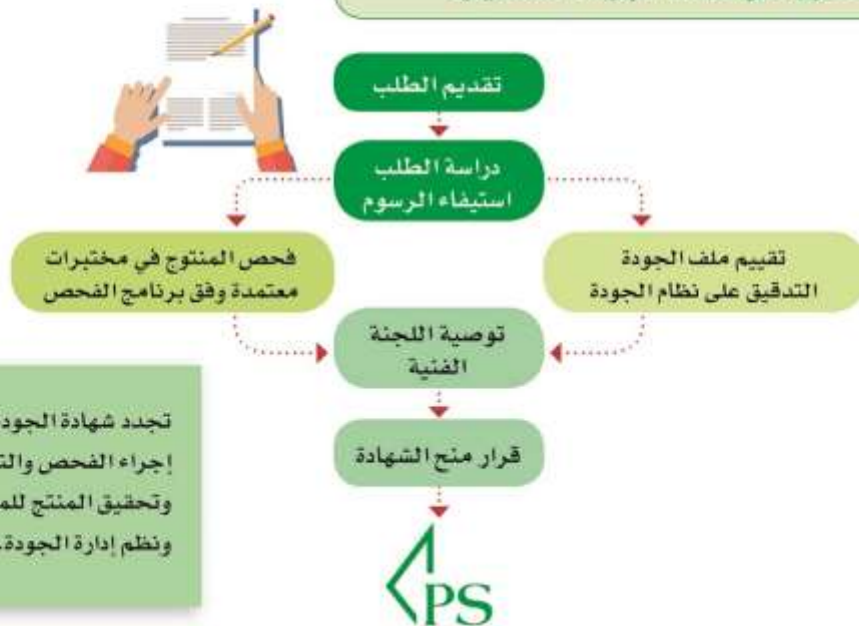 تقديم الطلب
دراسة الطلب
استيفاء الرسوم
تقييم ملف الجودة
التدقيق على نظام الجودة
فحص المنتوج في مختبرات
معتمدة وفق برنامج الفحص
توصية اللجنة
الفنية
قرار منح الشهادة
تجدد شهادة الجود
إجراء الفحص والت
وتحقيق المنتج للم
ونظم إدارة الجودة.
PS